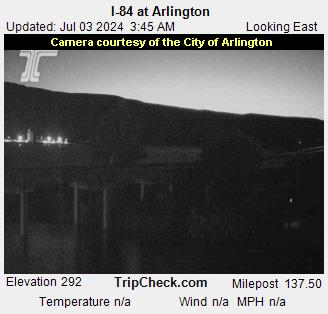 I-84 at Arlington
Updated: Jul 03 2024 3:45 AM Looking East
Camera courtesy of the City of Arlington
Elevation 292 TripCheck.com Milepost 137.50
Temperature n/a Wind n/a MPH n/a